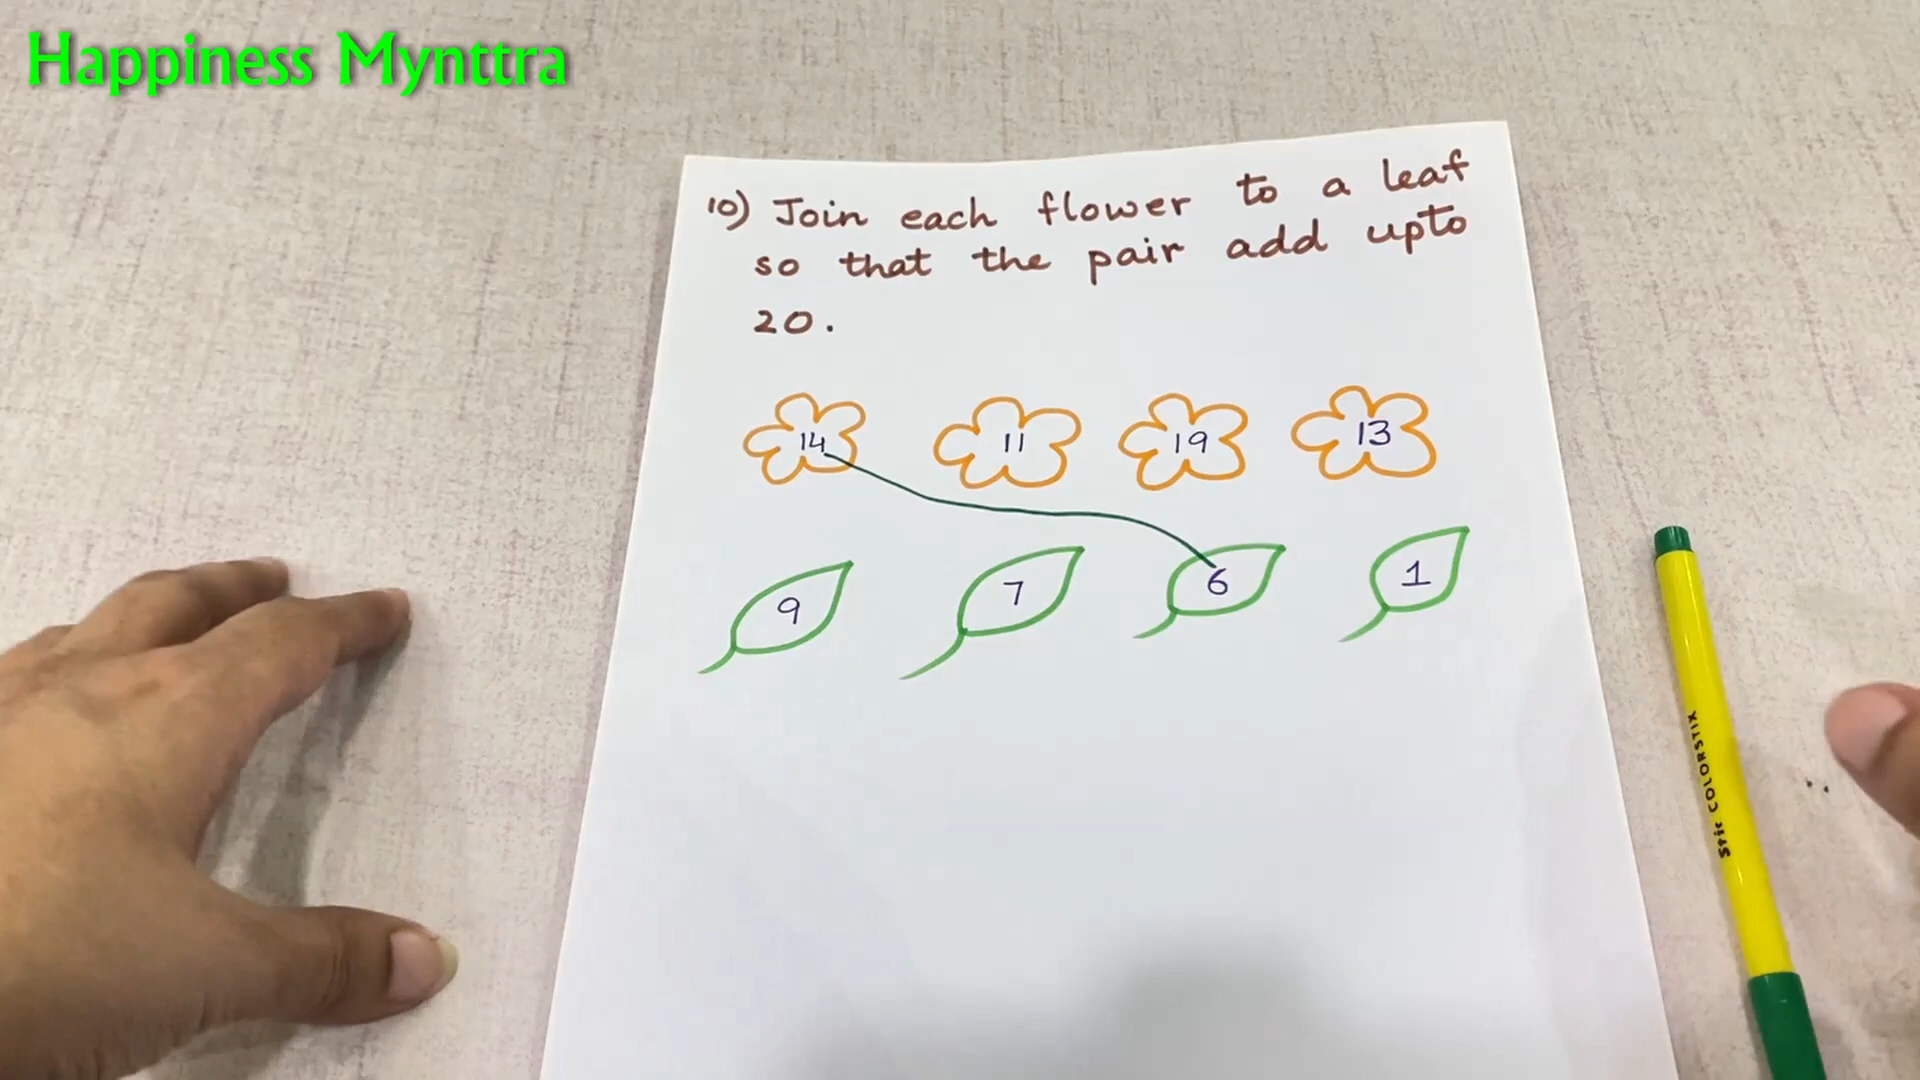 Happiness Mynttra
10) Join each flower to a leaf
so that the pair add upto
20.
14 11 19 13
9 7 6 1
Stic COLORSTIX